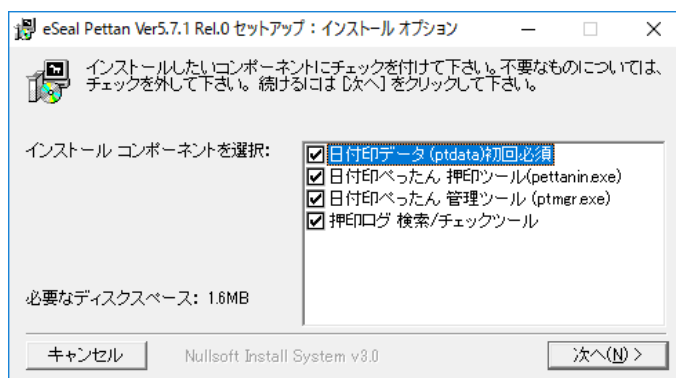 eSeal Pettan Ver5.7.1 Rel.0 セットアップ：インストール オプション
インストールしたいコンポーネントにチェックを付けて下さい。不要なものについては、
チェックを外して下さい。続けるには [次へ] をクリックして下さい。
インストール コンポーネントを選択:
日付印データ(ptdata)初回必須
日付印ぺったん 押印ツール(pettanin.exe)
日付印ぺったん 管理ツール (ptmgr.exe)
押印ログ 検索/チェックツール
必要なディスクスペース: 1.6MB
キャンセル
Nullsoft Install System v3.0
次へ(N) >